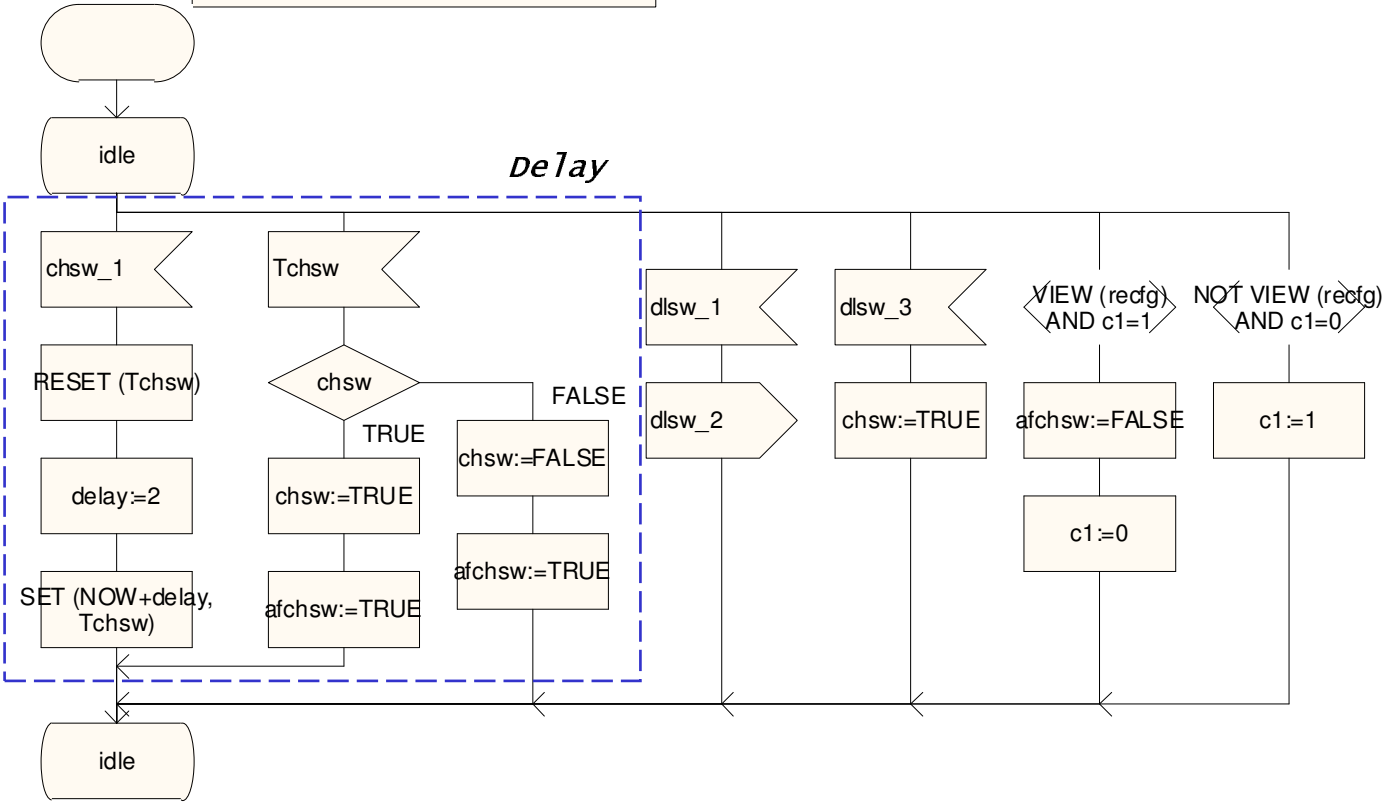 idle
Delay
chsw_1
RESET (Tchsw)
delay:=2
SET (NOW+delay,
Tchsw)
Tchsw
chsw
TRUE
FALSE
chsw:=TRUE
afchsw:=TRUE
chsw:=FALSE
afchsw:=TRUE
dlsw_1
dlsw_2
dlsw_3
chsw:=TRUE
VIEW (recfg)
AND c1=1
afchsw:=FALSE
c1:=0
NOT VIEW (recfg)
AND c1=0
c1:=1
idle